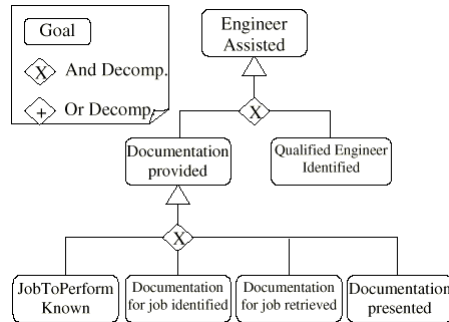 Goal
X And Decomp.
+ Or Decomp.
Engineer
Assisted
X
Documentation
provided
Qualified Engineer
Identified
X
JobToPerform
Known
Documentation
for job identified
Documentation
for job retrieved
Documentation
presented